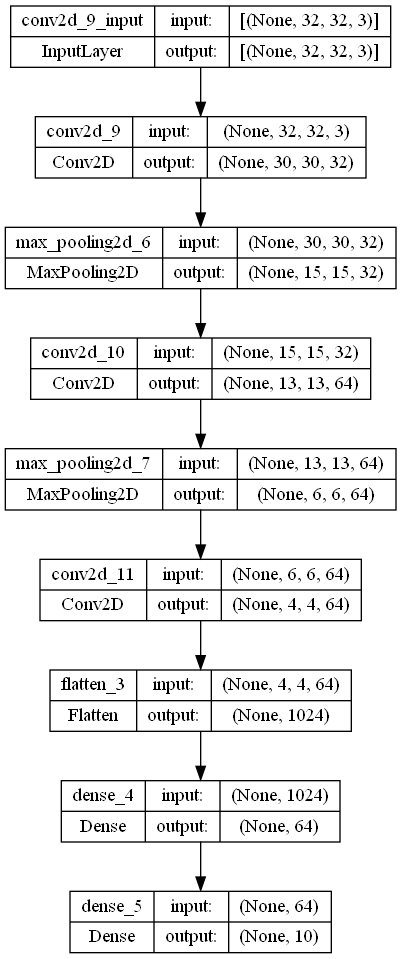 conv2d_9_input input: [(None, 32, 32, 3)]
InputLayer output: [(None, 32, 32, 3)]
conv2d_9 input: (None, 32, 32, 3)
Conv2D output: (None, 30, 30, 32)
max_pooling2d_6 input: (None, 30, 30, 32)
MaxPooling2D output: (None, 15, 15, 32)
conv2d_10 input: (None, 15, 15, 32)
Conv2D output: (None, 13, 13, 64)
max_pooling2d_7 input: (None, 13, 13, 64)
MaxPooling2D output: (None, 6, 6, 64)
conv2d_11 input: (None, 6, 6, 64)
Conv2D output: (None, 4, 4, 64)
flatten_3 input: (None, 4, 4, 64)
Flatten output: (None, 1024)
dense_4 input: (None, 1024)
Dense output: (None, 64)
dense_5 input: (None, 64)
Dense output: (None, 10)